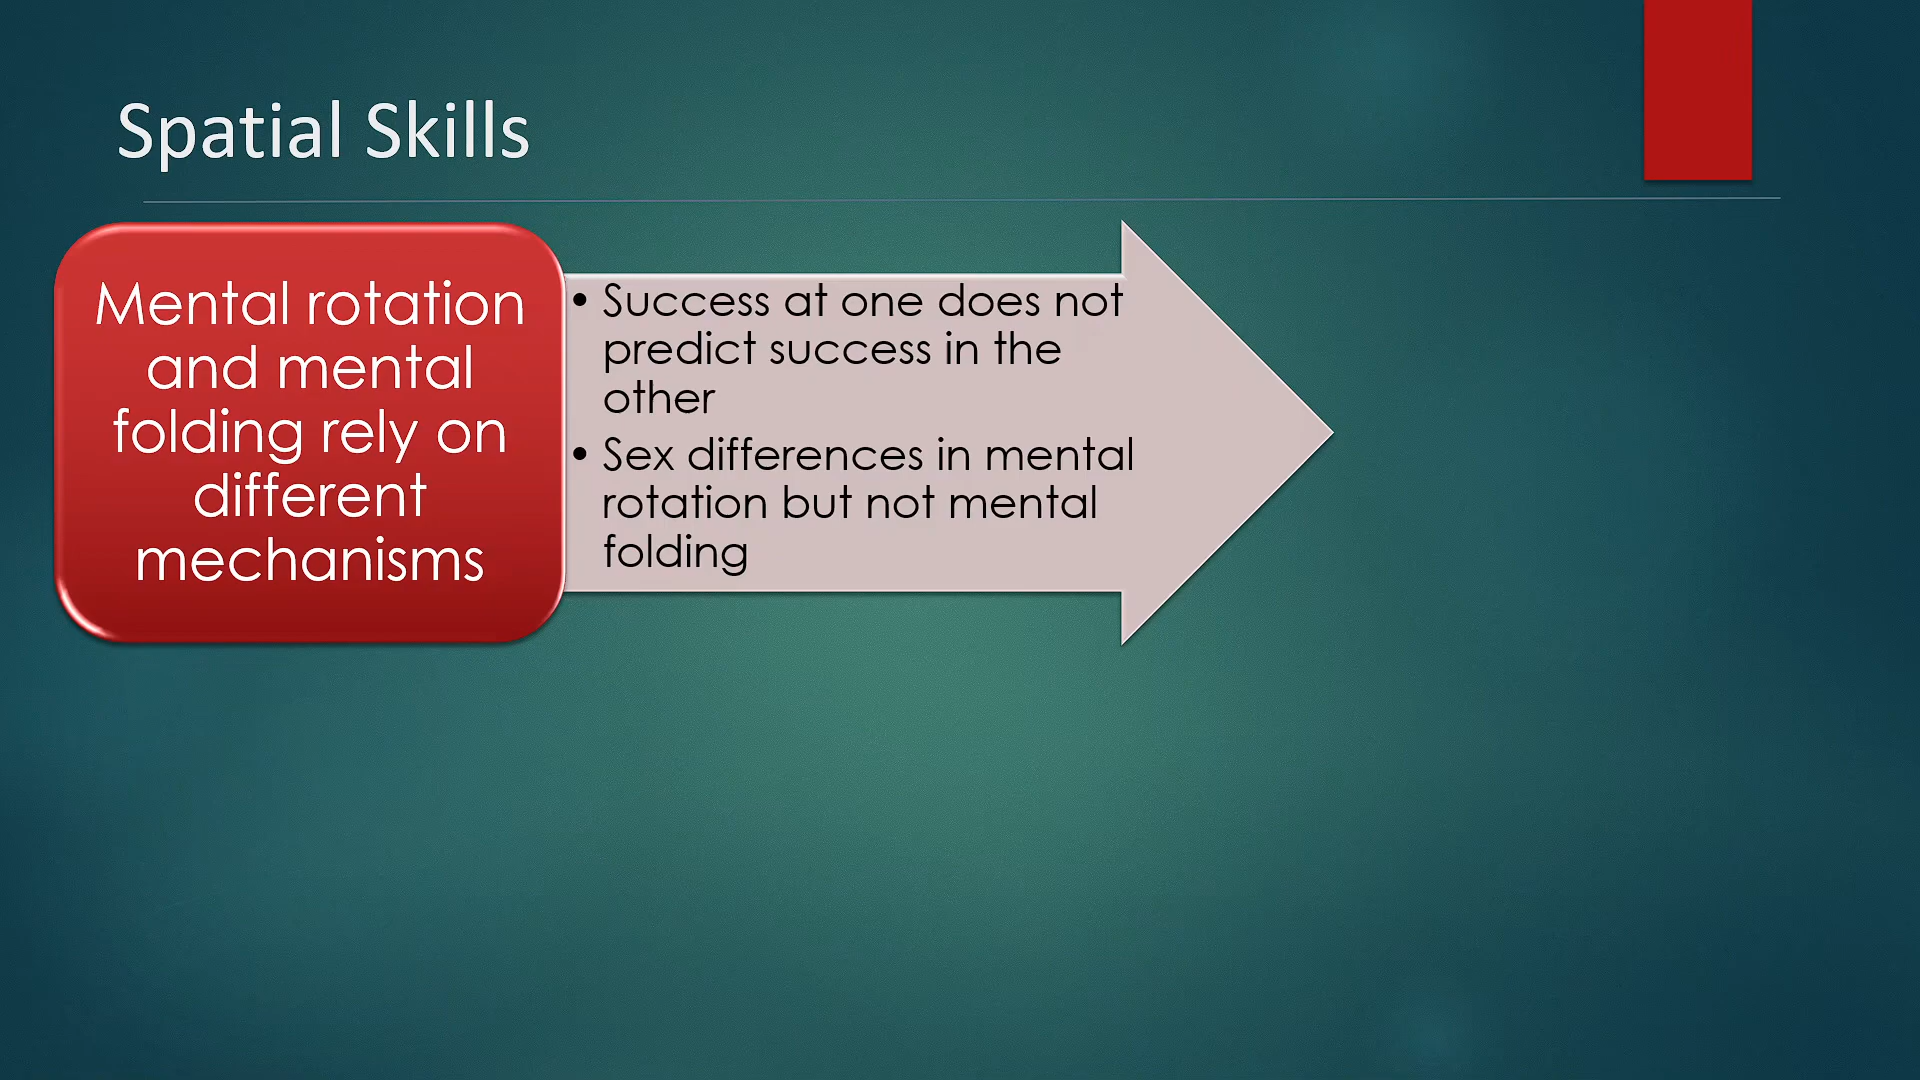 Spatial Skills
Mental rotation
and mental
folding rely on
different
mechanisms
• Success at one does not
predict success in the
other
• Sex differences in mental
rotation but not mental
folding